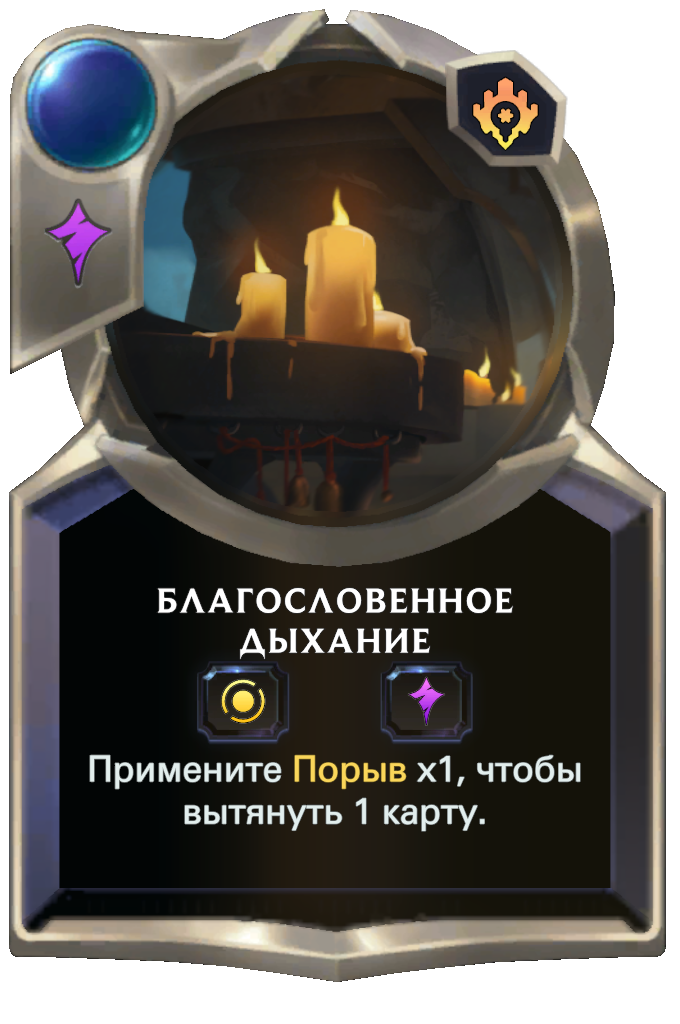 БЛАГОСЛОВЕННОЕ
ДЫХАНИЕ
Примените Порыв x1, чтобы
вытянуть 1 карту.